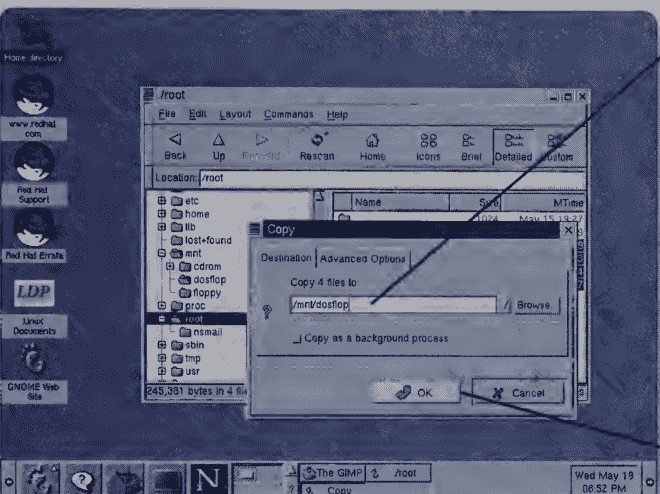 Home directory
www.redhat.com
Red Hat Support
Red Hat Errata
LDP
Linux Documents
GNOME Web Site
/root
File Edit Layout Commands Help
Back Up Forward Rescan Home Icons Brief Detailed Custom
Location: /root
etc
home
lib
lost+found
mnt
cdrom
dosflop
floppy
proc
root
nsmail
sbin
tmp
usr
Name Size MTime
1024 May 15 19:27
245,381 bytes in 4 fil
Copy
Destination Advanced Options
Copy 4 files to
/mnt/dosflop / Browse...
Copy as a background process
OK Cancel
N
The GIMP /root
Copy
Wed May 19
06:52 PM